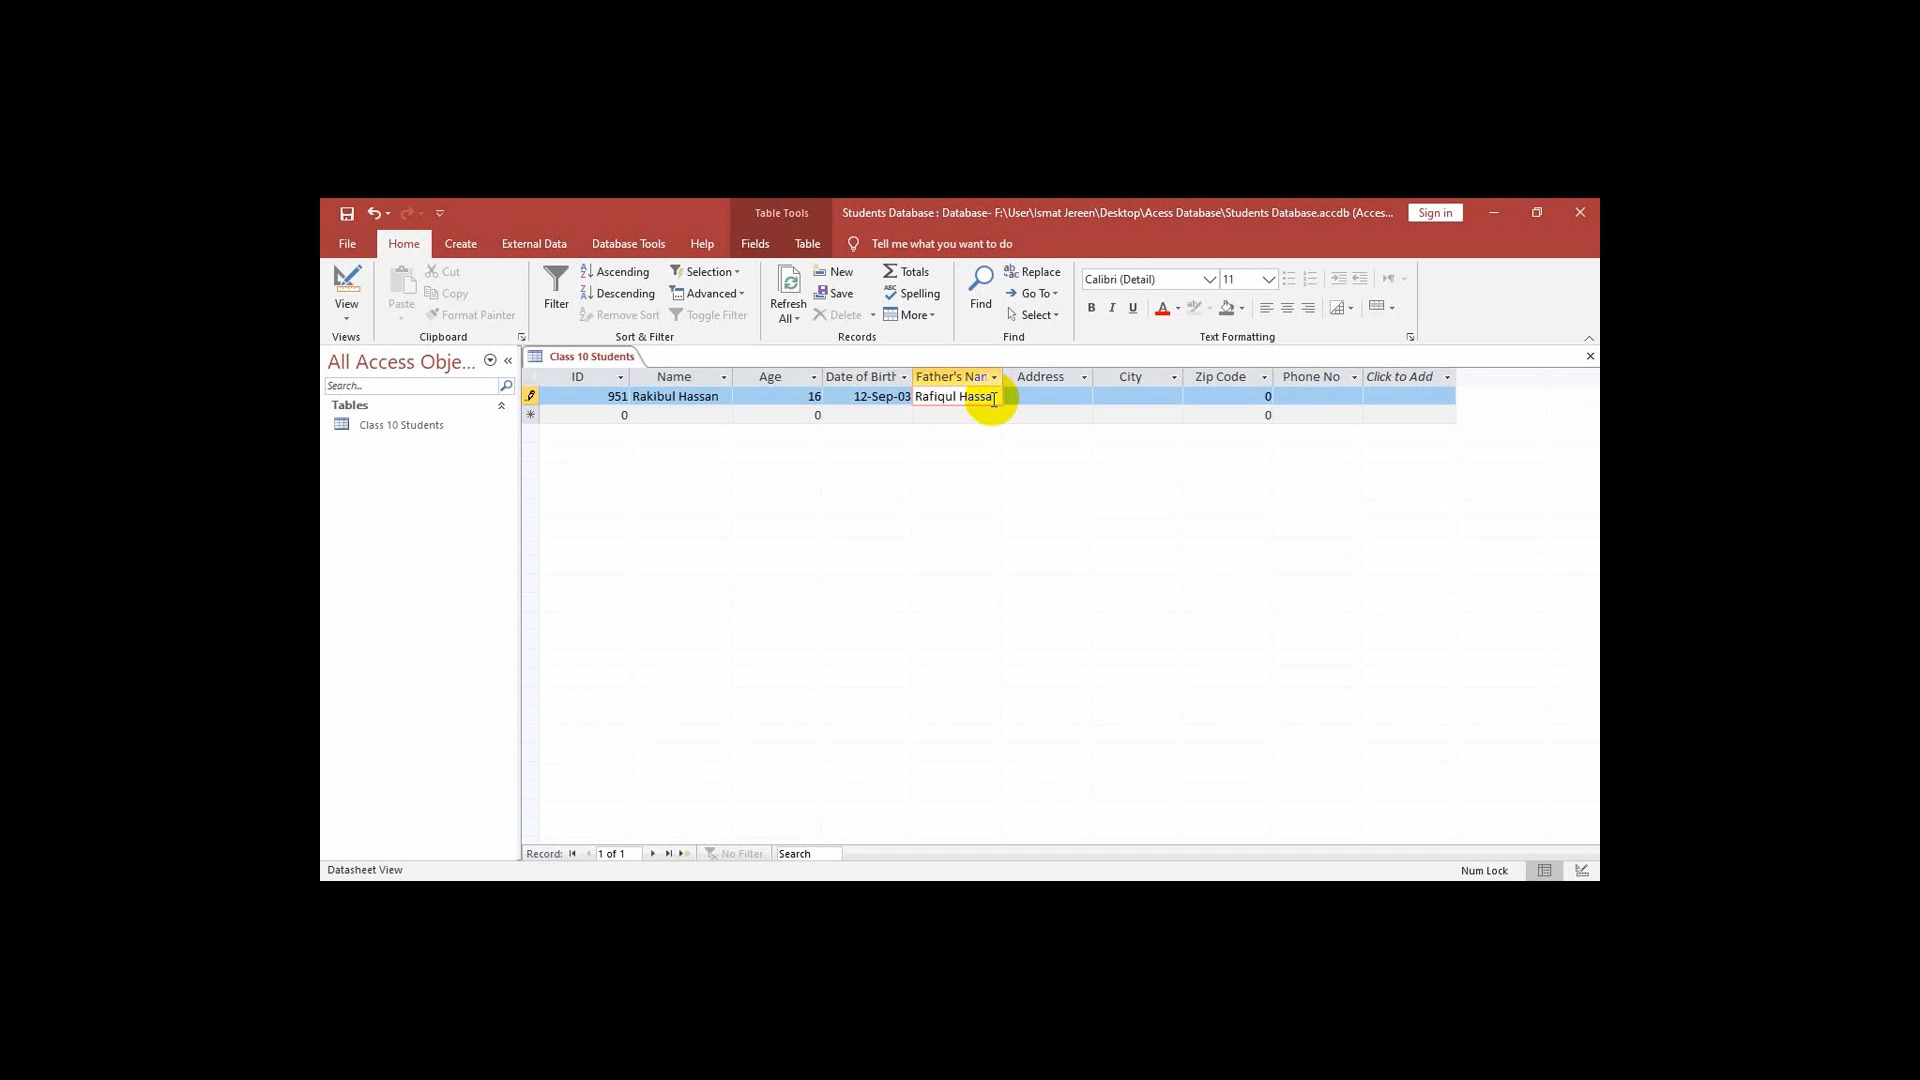 Table Tools
Students Database : Database- F:\User\Ismat Jereen\Desktop\Acess Database\Students Database.accdb (Acces...
Sign in
File Home Create External Data Database Tools Help Fields Table Tell me what you want to do
View
Views
Paste
Cut
Copy
Format Painter
Clipboard
Filter
Ascending
Descending
Remove Sort
Selection
Advanced
Toggle Filter
Sort & Filter
Refresh
All
New
Save
Delete
Totals
Spelling
More
Records
Find
Replace
Go To
Select
Find
Calibri (Detail) 11
B I U
Text Formatting
All Access Obje...
Search...
Tables
Class 10 Students
Class 10 Students
ID Name Age Date of Birth Father's Nan Address City Zip Code Phone No Click to Add
951 Rakibul Hassan 16 12-Sep-03 Rafiqul Hassa 0
0 0 0
Record: 1 of 1 No Filter Search
Datasheet View
Num Lock